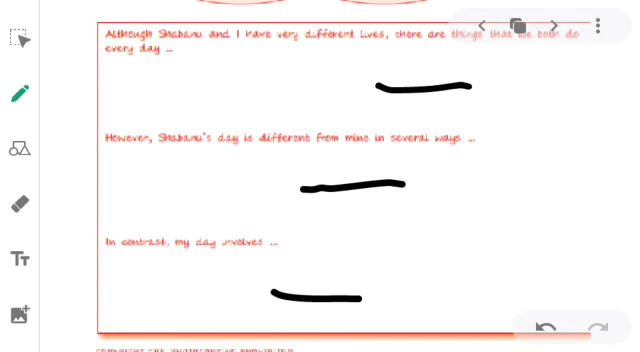 Although Shabanu and I have very different lives, there are things that we both do
every day ...
However, Shabanu's day is different from mine in several ways ...
In contrast, my day involves ...